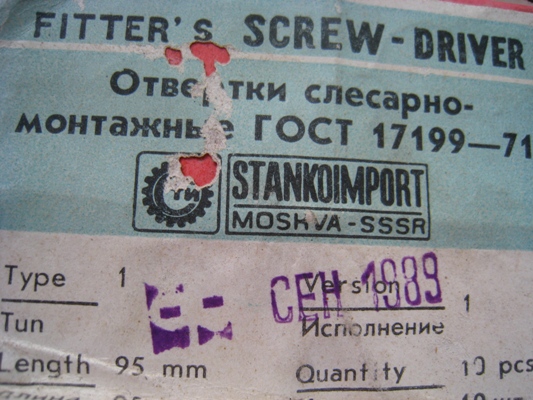 FITTER'S SCREW-DRIVER
Отвертки слесарно-
монтажные ГОСТ 17199—71
STANKOIMPORT
MOSKVA-SSSR
Type 1 Version 1
СЕН 1989
Тип Исполнение
Length 95 mm Quantity 10 pcs